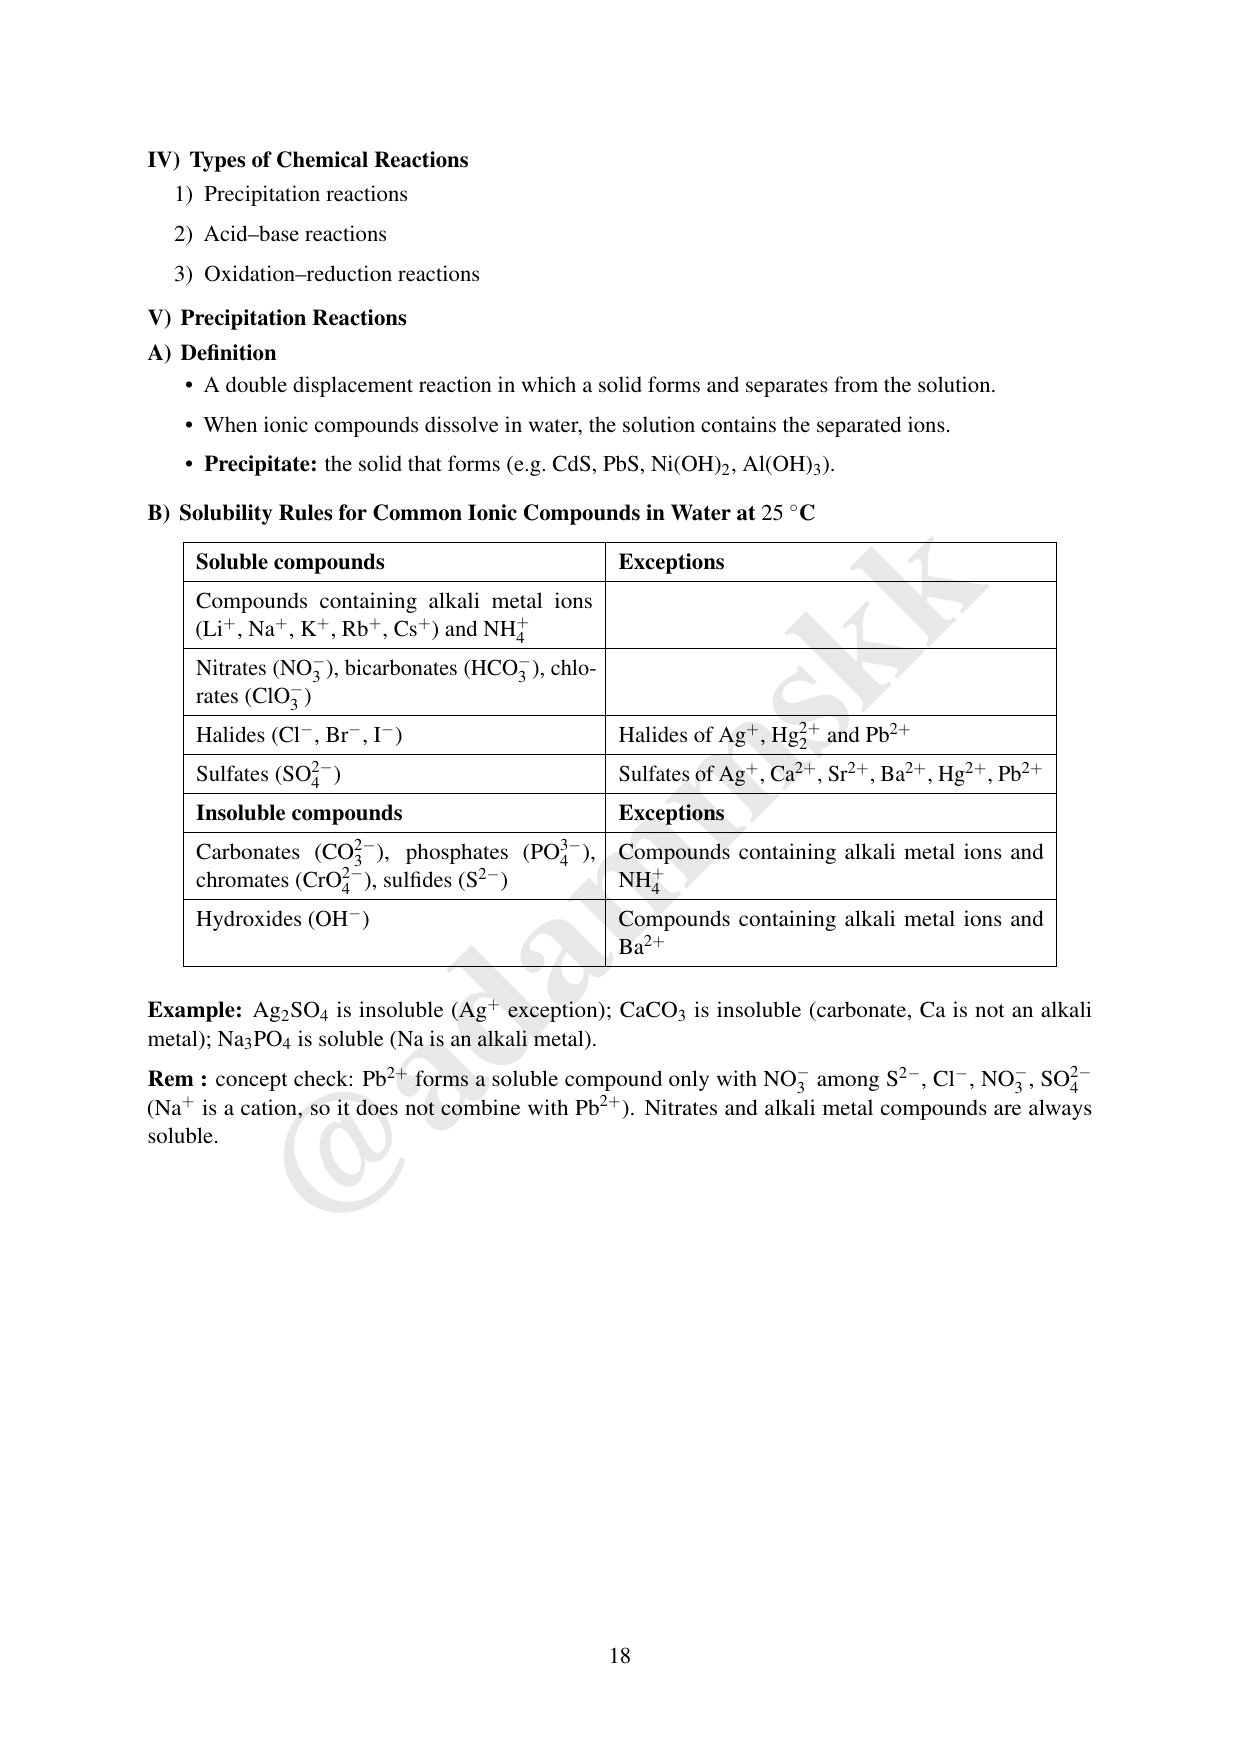 IV) Types of Chemical Reactions
1) Precipitation reactions
2) Acid–base reactions
3) Oxidation–reduction reactions
V) Precipitation Reactions
A) Definition
• A double displacement reaction in which a solid forms and separates from the solution.
• When ionic compounds dissolve in water, the solution contains the separated ions.
• Precipitate: the solid that forms (e.g. CdS, PbS, Ni(OH)₂, Al(OH)₃).
B) Solubility Rules for Common Ionic Compounds in Water at 25 °C
Soluble compounds Exceptions
Compounds containing alkali metal ions
(Li⁺, Na⁺, K⁺, Rb⁺, Cs⁺) and NH₄⁺
Nitrates (NO₃⁻), bicarbonates (HCO₃⁻), chlo-
rates (ClO₃⁻)
Halides (Cl⁻, Br⁻, I⁻) Halides of Ag⁺, Hg₂²⁺ and Pb²⁺
Sulfates (SO₄²⁻) Sulfates of Ag⁺, Ca²⁺, Sr²⁺, Ba²⁺, Hg²⁺, Pb²⁺
Insoluble compounds Exceptions
Carbonates (CO₃²⁻), phosphates (PO₄³⁻),
chromates (CrO₄²⁻), sulfides (S²⁻)
Compounds containing alkali metal ions and
NH₄⁺
Hydroxides (OH⁻)
Compounds containing alkali metal ions and
Ba²⁺
Example: Ag₂SO₄ is insoluble (Ag⁺ exception); CaCO₃ is insoluble (carbonate, Ca is not an alkali
metal); Na₃PO₄ is soluble (Na is an alkali metal).
Rem : concept check: Pb²⁺ forms a soluble compound only with NO₃⁻ among S²⁻, Cl⁻, NO₃⁻, SO₄²⁻
(Na⁺ is a cation, so it does not combine with Pb²⁺). Nitrates and alkali metal compounds are always
soluble.
@adammskk
18